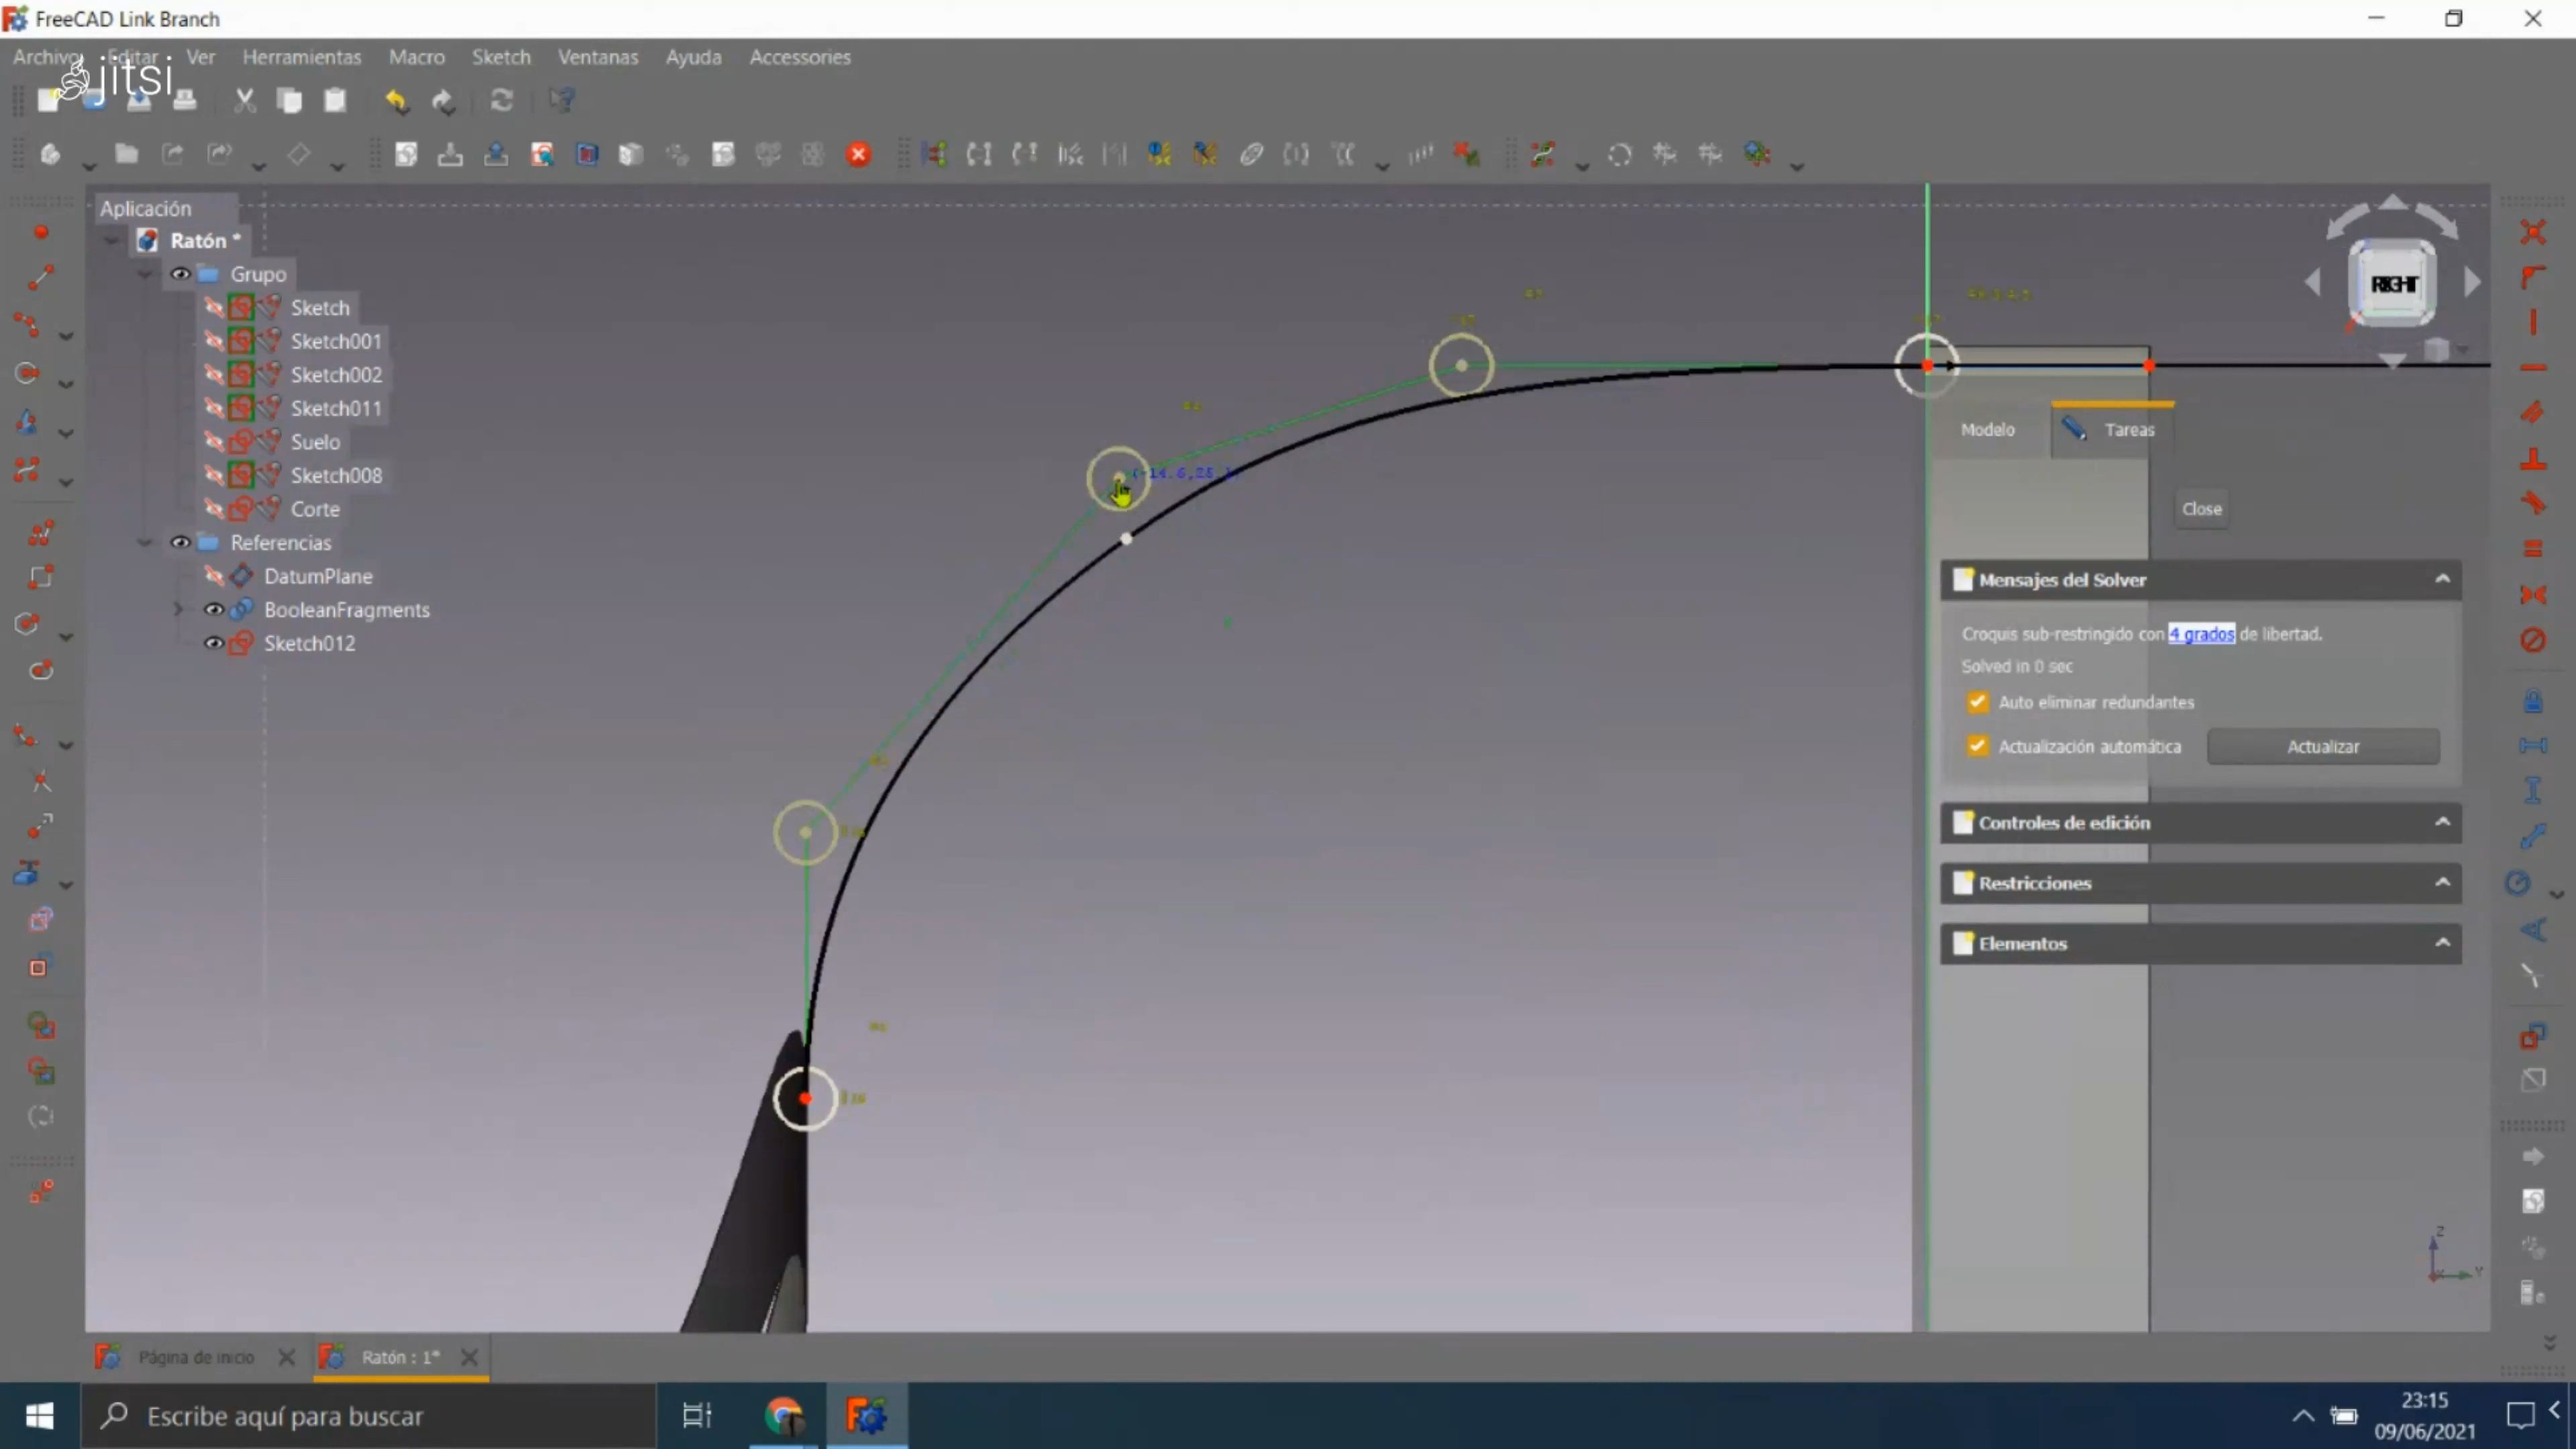 FreeCAD Link Branch
Archivo Editar Ver Herramientas Macro Sketch Ventanas Ayuda Accessories
jitsi
Aplicación
Ratón *
Grupo
Sketch
Sketch001
Sketch002
Sketch011
Suelo
Sketch008
Corte
Referencias
DatumPlane
BooleanFragments
Sketch012
RIGHT
Modelo Tareas
Close
Mensajes del Solver
Croquis sub-restringido con 4 grados de libertad.
Solved in 0 sec
Auto eliminar redundantes
Actualización automática Actualizar
Controles de edición
Restricciones
Elementos
Z
Y
Página de inicio Ratón : 1*
Escribe aquí para buscar
23:15
09/06/2021